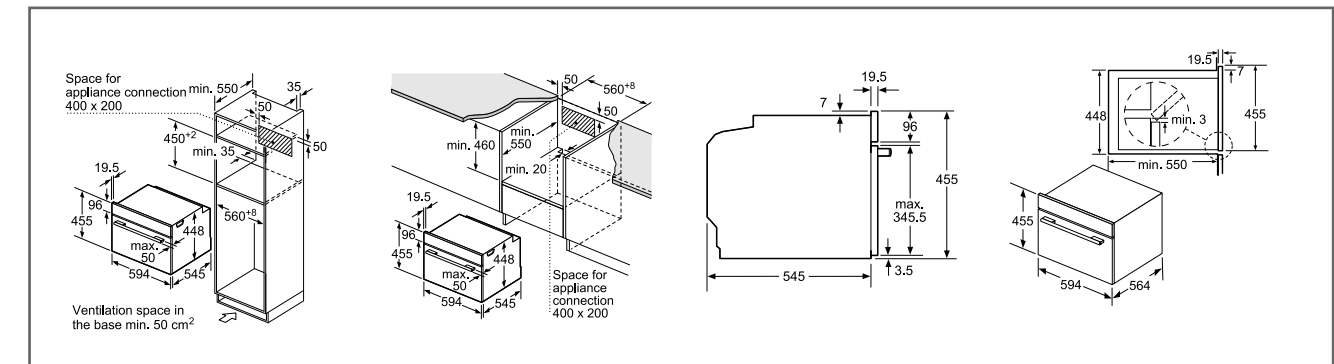 Space for
appliance connection
400 x 200
min. 550
35
50
450+2
min. 35
50
19.5
96
455
560+8
448
max.
50
594
545
Ventilation space in
the base min. 50 cm2
50
560+8
50
min.
550
min. 460
min. 20
19.5
96
455
448
max.
50
594
545
Space for
appliance
connection
400 x 200
19.5
7
96
455
max.
345.5
545
3.5
19.5
7
448
min. 3
455
min. 550
455
594
564